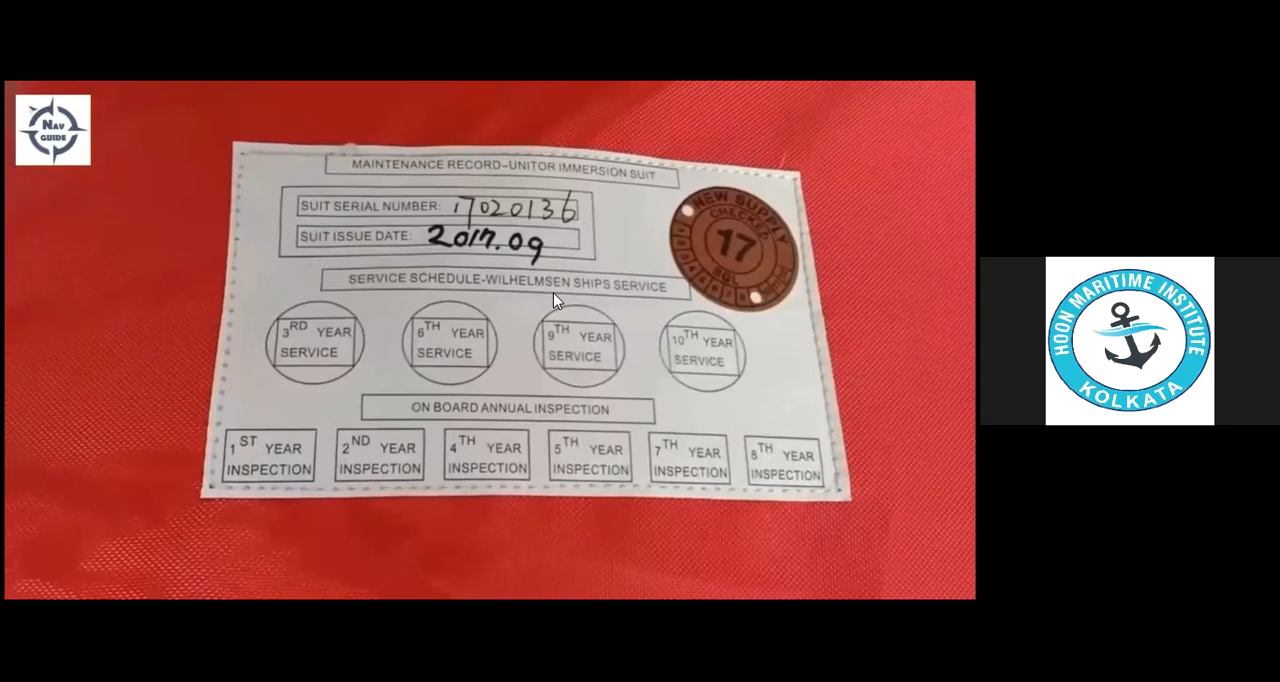 NAV
GUIDE
MAINTENANCE RECORD-UNITOR IMMERSION SUIT
SUIT SERIAL NUMBER: 17020136
SUIT ISSUE DATE: 2017.09
NEW SUPPLY
CHECKED
17
SGL
SERVICE SCHEDULE-WILHELMSEN SHIPS SERVICE
3RD YEAR
SERVICE
6TH YEAR
SERVICE
9TH YEAR
SERVICE
10TH YEAR
SERVICE
ON BOARD ANNUAL INSPECTION
1ST YEAR
INSPECTION
2ND YEAR
INSPECTION
4TH YEAR
INSPECTION
5TH YEAR
INSPECTION
7TH YEAR
INSPECTION
8TH YEAR
INSPECTION
HOON MARITIME INSTITUTE
KOLKATA